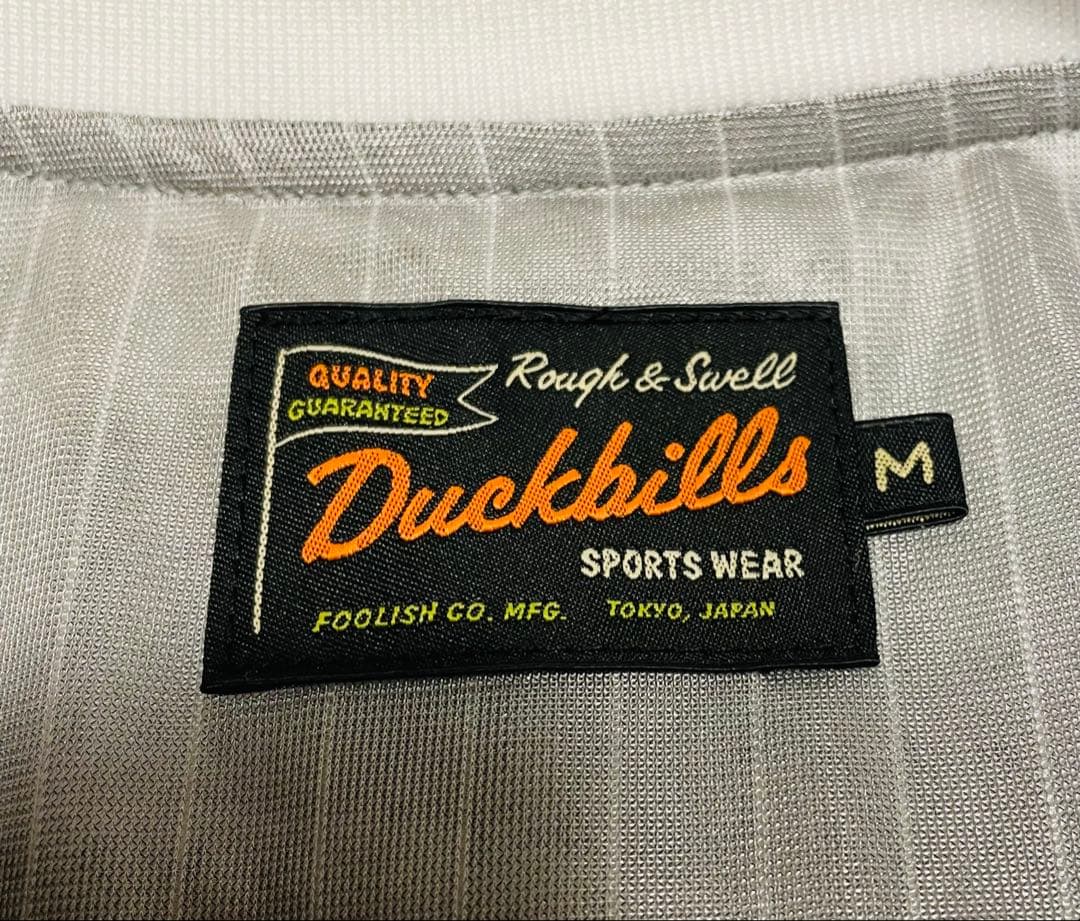 QUALITY
GUARANTEED
Rough & Swell
Duckbills
SPORTS WEAR
FOOLISH CO. MFG. TOKYO, JAPAN
M